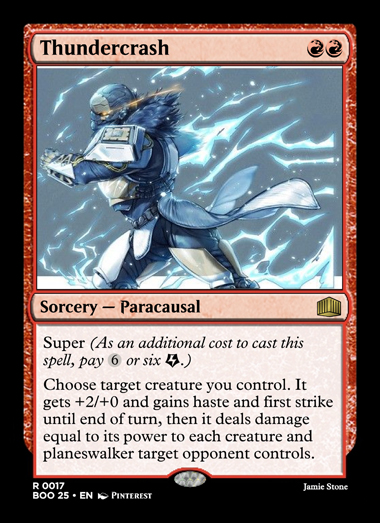 Thundercrash
Sorcery — Paracausal
Super (As an additional cost to cast this
spell, pay 6 or six .)
Choose target creature you control. It
gets +2/+0 and gains haste and first strike
until end of turn, then it deals damage
equal to its power to each creature and
planeswalker target opponent controls.
R 0017
BOO 25 • EN PINTEREST
Jamie Stone